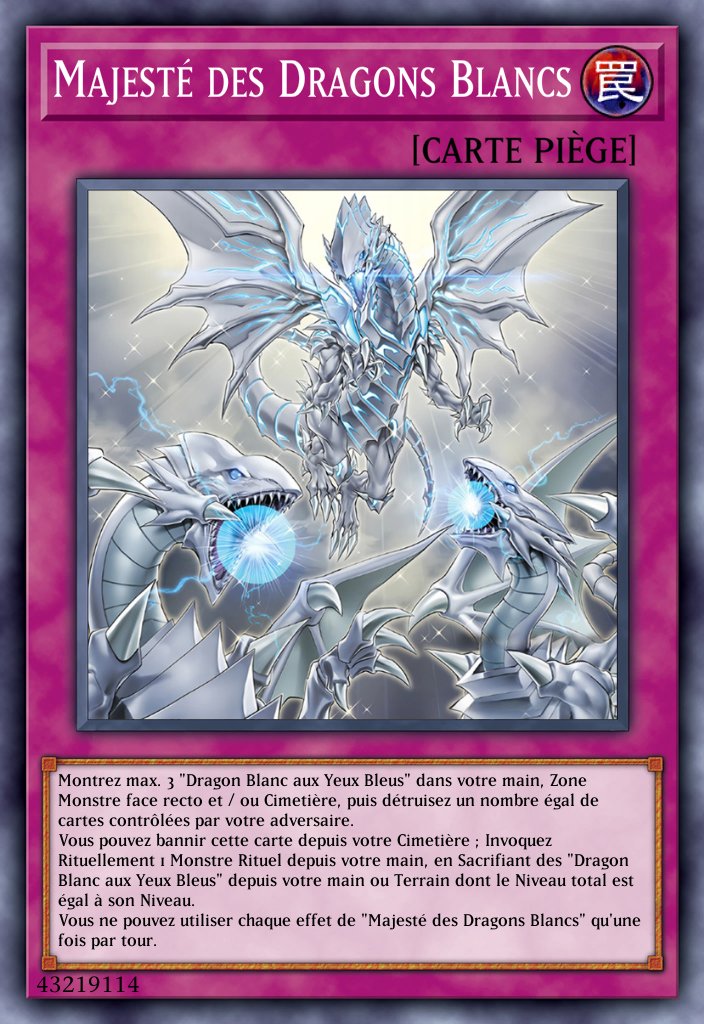 Majesté des Dragons Blancs
罠
[CARTE PIÈGE]
Montrez max. 3 "Dragon Blanc aux Yeux Bleus" dans votre main, Zone
Monstre face recto et / ou Cimetière, puis détruisez un nombre égal de
cartes contrôlées par votre adversaire.
Vous pouvez bannir cette carte depuis votre Cimetière ; Invoquez
Rituellement 1 Monstre Rituel depuis votre main, en Sacrifiant des "Dragon
Blanc aux Yeux Bleus" depuis votre main ou Terrain dont le Niveau total est
égal à son Niveau.
Vous ne pouvez utiliser chaque effet de "Majesté des Dragons Blancs" qu'une
fois par tour.
43219114